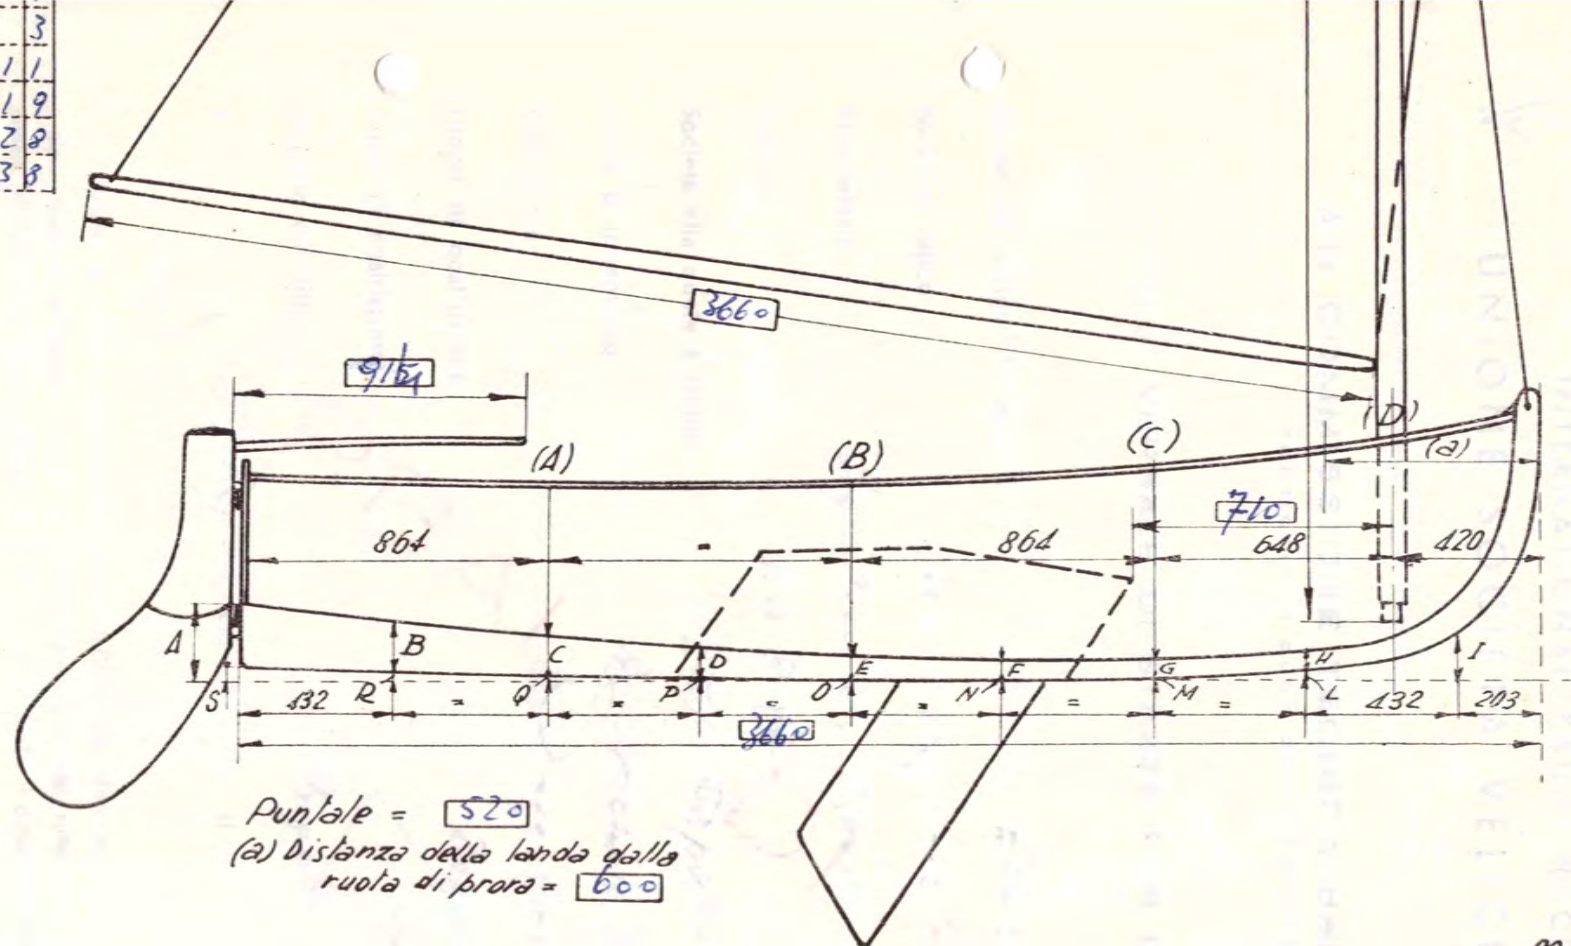 3
1 1
1 9
2 8
3 8
3660
(D)
(A)
(B)
(C)
(a)
710
864
=
864
648
420
A
B
C
D
E
F
G
H
I
S
R
Q
P
O
N
M
L
432
=
=
=
=
=
=
432
203
3660
Puntale = 520
(a) Distanza della landa dalla
ruota di prora = 600